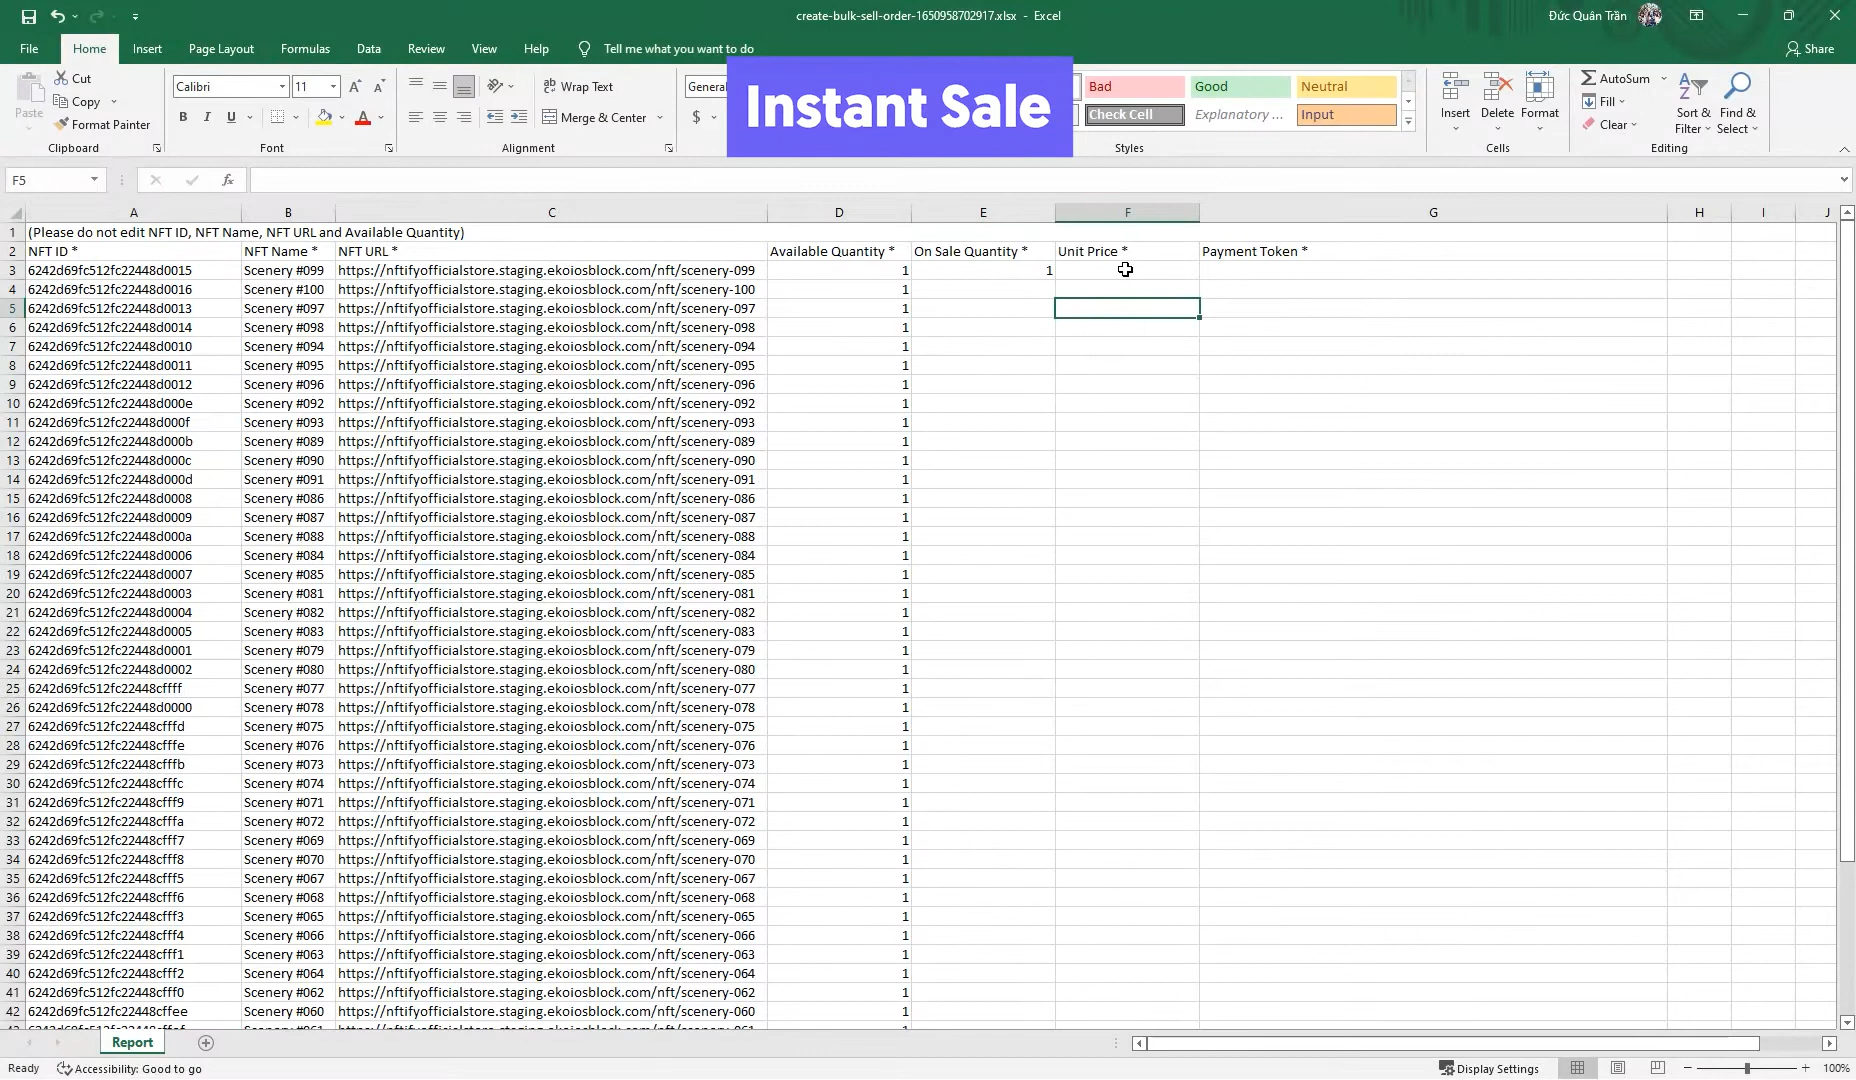 create-bulk-sell-order-1650958702917.xlsx - Excel
Đức Quân Trần
File Home Insert Page Layout Formulas Data Review View Help Tell me what you want to do Share
Paste Cut
Copy
Format Painter
Clipboard
Calibri 11
B I U
Font
Wrap Text
Merge & Center
Alignment
General
$
Instant Sale
Bad Good Neutral
Check Cell Explanatory ... Input
Styles
Insert Delete Format
Cells
AutoSum
Fill
Clear
Sort & Filter
Find & Select
Editing
F5 fx
A B C D E F G H I J
1 (Please do not edit NFT ID, NFT Name, NFT URL and Available Quantity)
2 NFT ID * NFT Name * NFT URL * Available Quantity * On Sale Quantity * Unit Price * Payment Token *
3 6242d69fc512fc22448d0015 Scenery #099 https://nftifyofficialstore.staging.ekoiosblock.com/nft/scenery-099 1 1
4 6242d69fc512fc22448d0016 Scenery #100 https://nftifyofficialstore.staging.ekoiosblock.com/nft/scenery-100 1
5 6242d69fc512fc22448d0013 Scenery #097 https://nftifyofficialstore.staging.ekoiosblock.com/nft/scenery-097 1
6 6242d69fc512fc22448d0014 Scenery #098 https://nftifyofficialstore.staging.ekoiosblock.com/nft/scenery-098 1
7 6242d69fc512fc22448d0010 Scenery #094 https://nftifyofficialstore.staging.ekoiosblock.com/nft/scenery-094 1
8 6242d69fc512fc22448d0011 Scenery #095 https://nftifyofficialstore.staging.ekoiosblock.com/nft/scenery-095 1
9 6242d69fc512fc22448d0012 Scenery #096 https://nftifyofficialstore.staging.ekoiosblock.com/nft/scenery-096 1
10 6242d69fc512fc22448d000e Scenery #092 https://nftifyofficialstore.staging.ekoiosblock.com/nft/scenery-092 1
11 6242d69fc512fc22448d000f Scenery #093 https://nftifyofficialstore.staging.ekoiosblock.com/nft/scenery-093 1
12 6242d69fc512fc22448d000b Scenery #089 https://nftifyofficialstore.staging.ekoiosblock.com/nft/scenery-089 1
13 6242d69fc512fc22448d000c Scenery #090 https://nftifyofficialstore.staging.ekoiosblock.com/nft/scenery-090 1
14 6242d69fc512fc22448d000d Scenery #091 https://nftifyofficialstore.staging.ekoiosblock.com/nft/scenery-091 1
15 6242d69fc512fc22448d0008 Scenery #086 https://nftifyofficialstore.staging.ekoiosblock.com/nft/scenery-086 1
16 6242d69fc512fc22448d0009 Scenery #087 https://nftifyofficialstore.staging.ekoiosblock.com/nft/scenery-087 1
17 6242d69fc512fc22448d000a Scenery #088 https://nftifyofficialstore.staging.ekoiosblock.com/nft/scenery-088 1
18 6242d69fc512fc22448d0006 Scenery #084 https://nftifyofficialstore.staging.ekoiosblock.com/nft/scenery-084 1
19 6242d69fc512fc22448d0007 Scenery #085 https://nftifyofficialstore.staging.ekoiosblock.com/nft/scenery-085 1
20 6242d69fc512fc22448d0003 Scenery #081 https://nftifyofficialstore.staging.ekoiosblock.com/nft/scenery-081 1
21 6242d69fc512fc22448d0004 Scenery #082 https://nftifyofficialstore.staging.ekoiosblock.com/nft/scenery-082 1
22 6242d69fc512fc22448d0005 Scenery #083 https://nftifyofficialstore.staging.ekoiosblock.com/nft/scenery-083 1
23 6242d69fc512fc22448d0001 Scenery #079 https://nftifyofficialstore.staging.ekoiosblock.com/nft/scenery-079 1
24 6242d69fc512fc22448d0002 Scenery #080 https://nftifyofficialstore.staging.ekoiosblock.com/nft/scenery-080 1
25 6242d69fc512fc22448cffff Scenery #077 https://nftifyofficialstore.staging.ekoiosblock.com/nft/scenery-077 1
26 6242d69fc512fc22448d0000 Scenery #078 https://nftifyofficialstore.staging.ekoiosblock.com/nft/scenery-078 1
27 6242d69fc512fc22448cfffd Scenery #075 https://nftifyofficialstore.staging.ekoiosblock.com/nft/scenery-075 1
28 6242d69fc512fc22448cfffe Scenery #076 https://nftifyofficialstore.staging.ekoiosblock.com/nft/scenery-076 1
29 6242d69fc512fc22448cfffb Scenery #073 https://nftifyofficialstore.staging.ekoiosblock.com/nft/scenery-073 1
30 6242d69fc512fc22448cfffc Scenery #074 https://nftifyofficialstore.staging.ekoiosblock.com/nft/scenery-074 1
31 6242d69fc512fc22448cfff9 Scenery #071 https://nftifyofficialstore.staging.ekoiosblock.com/nft/scenery-071 1
32 6242d69fc512fc22448cfffa Scenery #072 https://nftifyofficialstore.staging.ekoiosblock.com/nft/scenery-072 1
33 6242d69fc512fc22448cfff7 Scenery #069 https://nftifyofficialstore.staging.ekoiosblock.com/nft/scenery-069 1
34 6242d69fc512fc22448cfff8 Scenery #070 https://nftifyofficialstore.staging.ekoiosblock.com/nft/scenery-070 1
35 6242d69fc512fc22448cfff5 Scenery #067 https://nftifyofficialstore.staging.ekoiosblock.com/nft/scenery-067 1
36 6242d69fc512fc22448cfff6 Scenery #068 https://nftifyofficialstore.staging.ekoiosblock.com/nft/scenery-068 1
37 6242d69fc512fc22448cfff3 Scenery #065 https://nftifyofficialstore.staging.ekoiosblock.com/nft/scenery-065 1
38 6242d69fc512fc22448cfff4 Scenery #066 https://nftifyofficialstore.staging.ekoiosblock.com/nft/scenery-066 1
39 6242d69fc512fc22448cfff1 Scenery #063 https://nftifyofficialstore.staging.ekoiosblock.com/nft/scenery-063 1
40 6242d69fc512fc22448cfff2 Scenery #064 https://nftifyofficialstore.staging.ekoiosblock.com/nft/scenery-064 1
41 6242d69fc512fc22448cfff0 Scenery #062 https://nftifyofficialstore.staging.ekoiosblock.com/nft/scenery-062 1
42 6242d69fc512fc22448cffee Scenery #060 https://nftifyofficialstore.staging.ekoiosblock.com/nft/scenery-060 1
Report
Ready Accessibility: Good to go Display Settings 100%